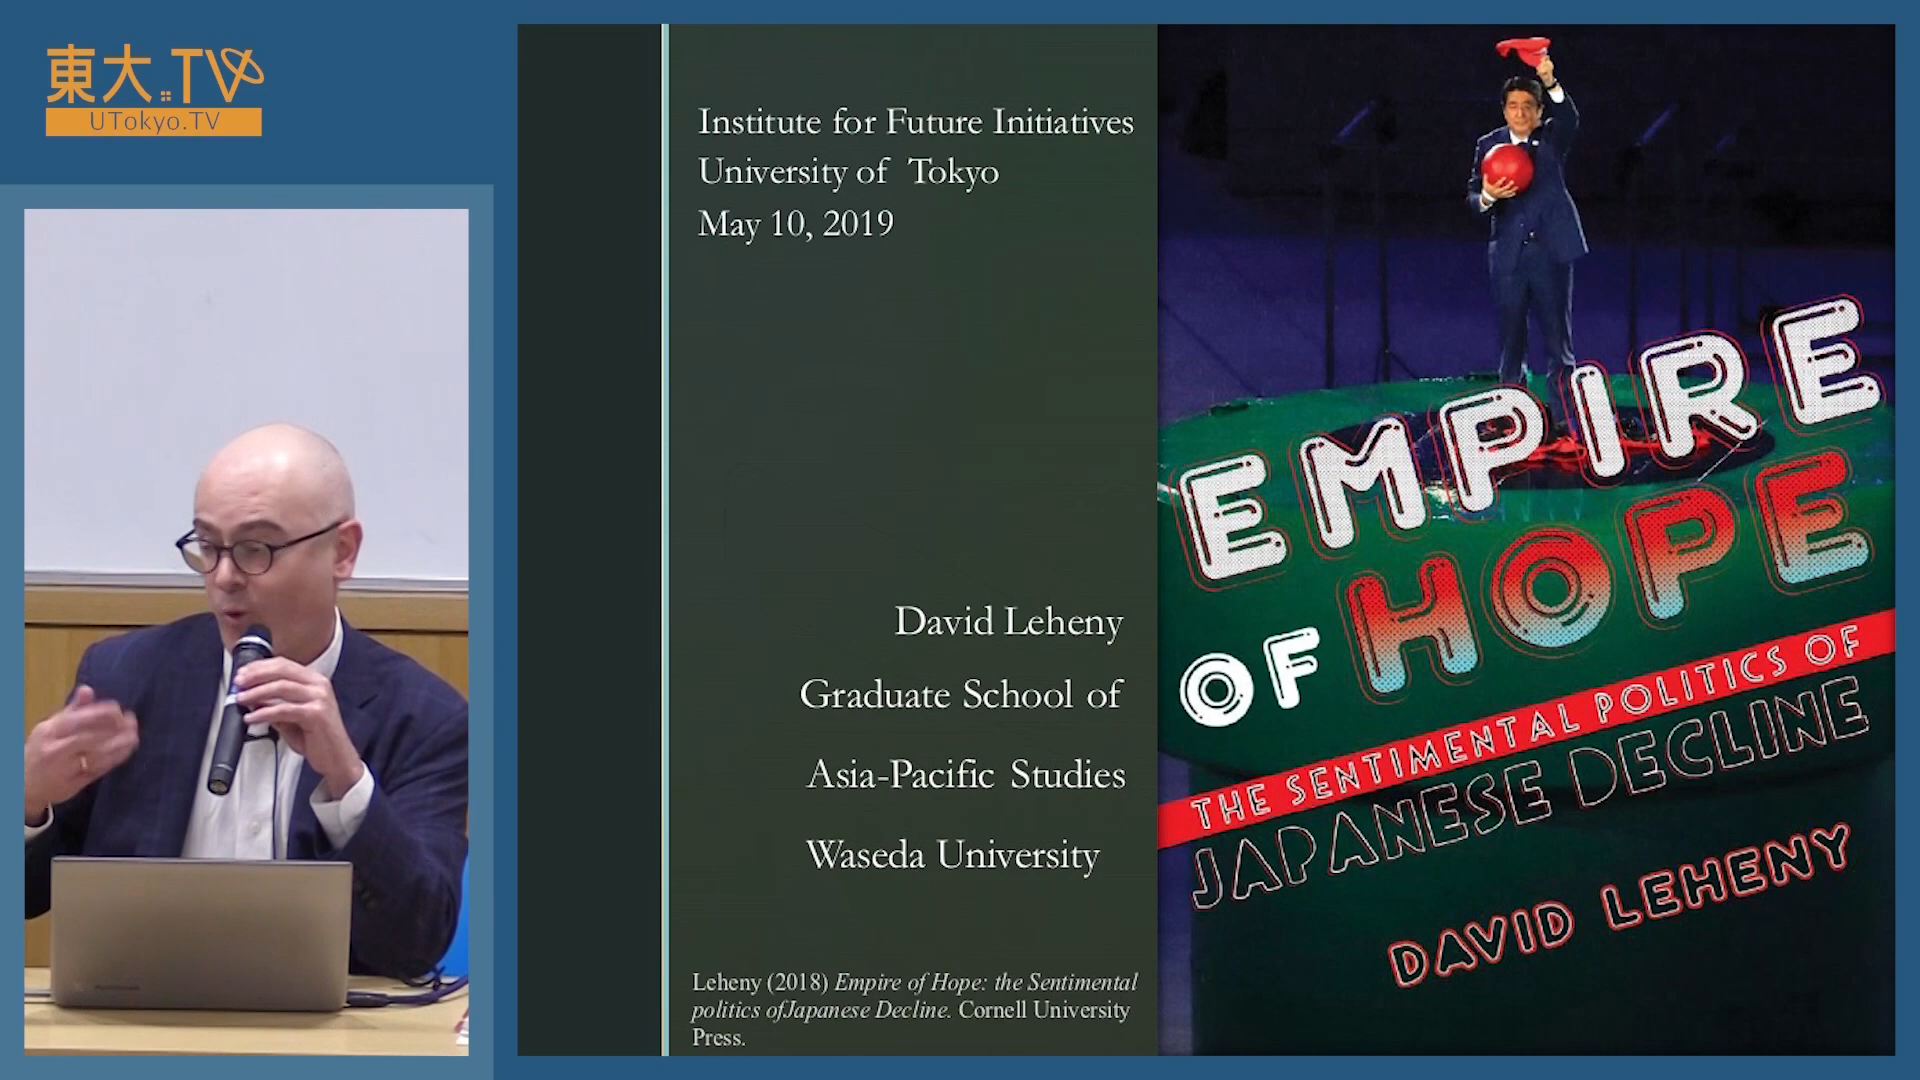 東大TV
UTokyo.TV
Institute for Future Initiatives
University of Tokyo
May 10, 2019
David Leheny
Graduate School of
Asia-Pacific Studies
Waseda University
Leheny (2018) Empire of Hope: the Sentimental
politics ofJapanese Decline. Cornell University
Press.
EMPIRE
OF HOPE
THE SENTIMENTAL POLITICS OF
JAPANESE DECLINE
DAVID LEHENY